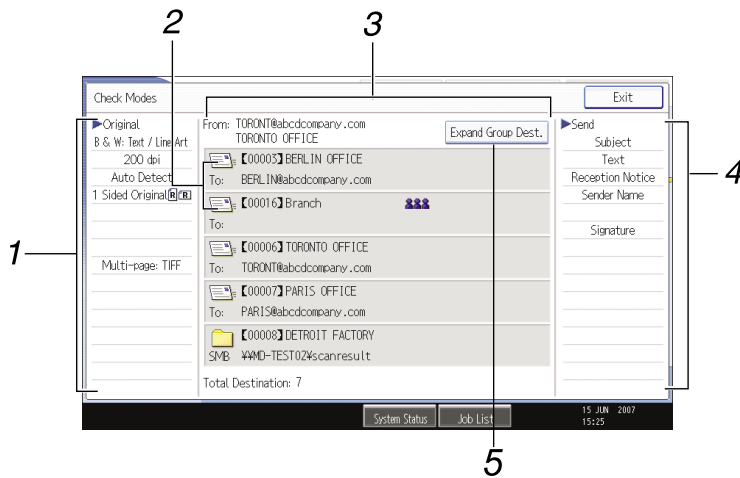 2
3
Check Modes
Exit
1
▶Original
B & W: Text / Line Art
200 dpi
Auto Detect
1 Sided Original R R
Multi-page: TIFF
From: TORONT@abcdcompany.com
TORONTO OFFICE
Expand Group Dest.
【00003】BERLIN OFFICE
To: BERLIN@abcdcompany.com
【00016】Branch
To:
【00006】TORONTO OFFICE
To: TORONT@abcdcompany.com
【00007】PARIS OFFICE
To: PARIS@abcdcompany.com
【00008】DETROIT FACTORY
SMB ¥¥MD-TEST02¥scanresult
Total Destination: 7
▶Send
Subject
Text
Reception Notice
Sender Name
Signature
4
System Status
Job List
15 JUN 2007
15:25
5